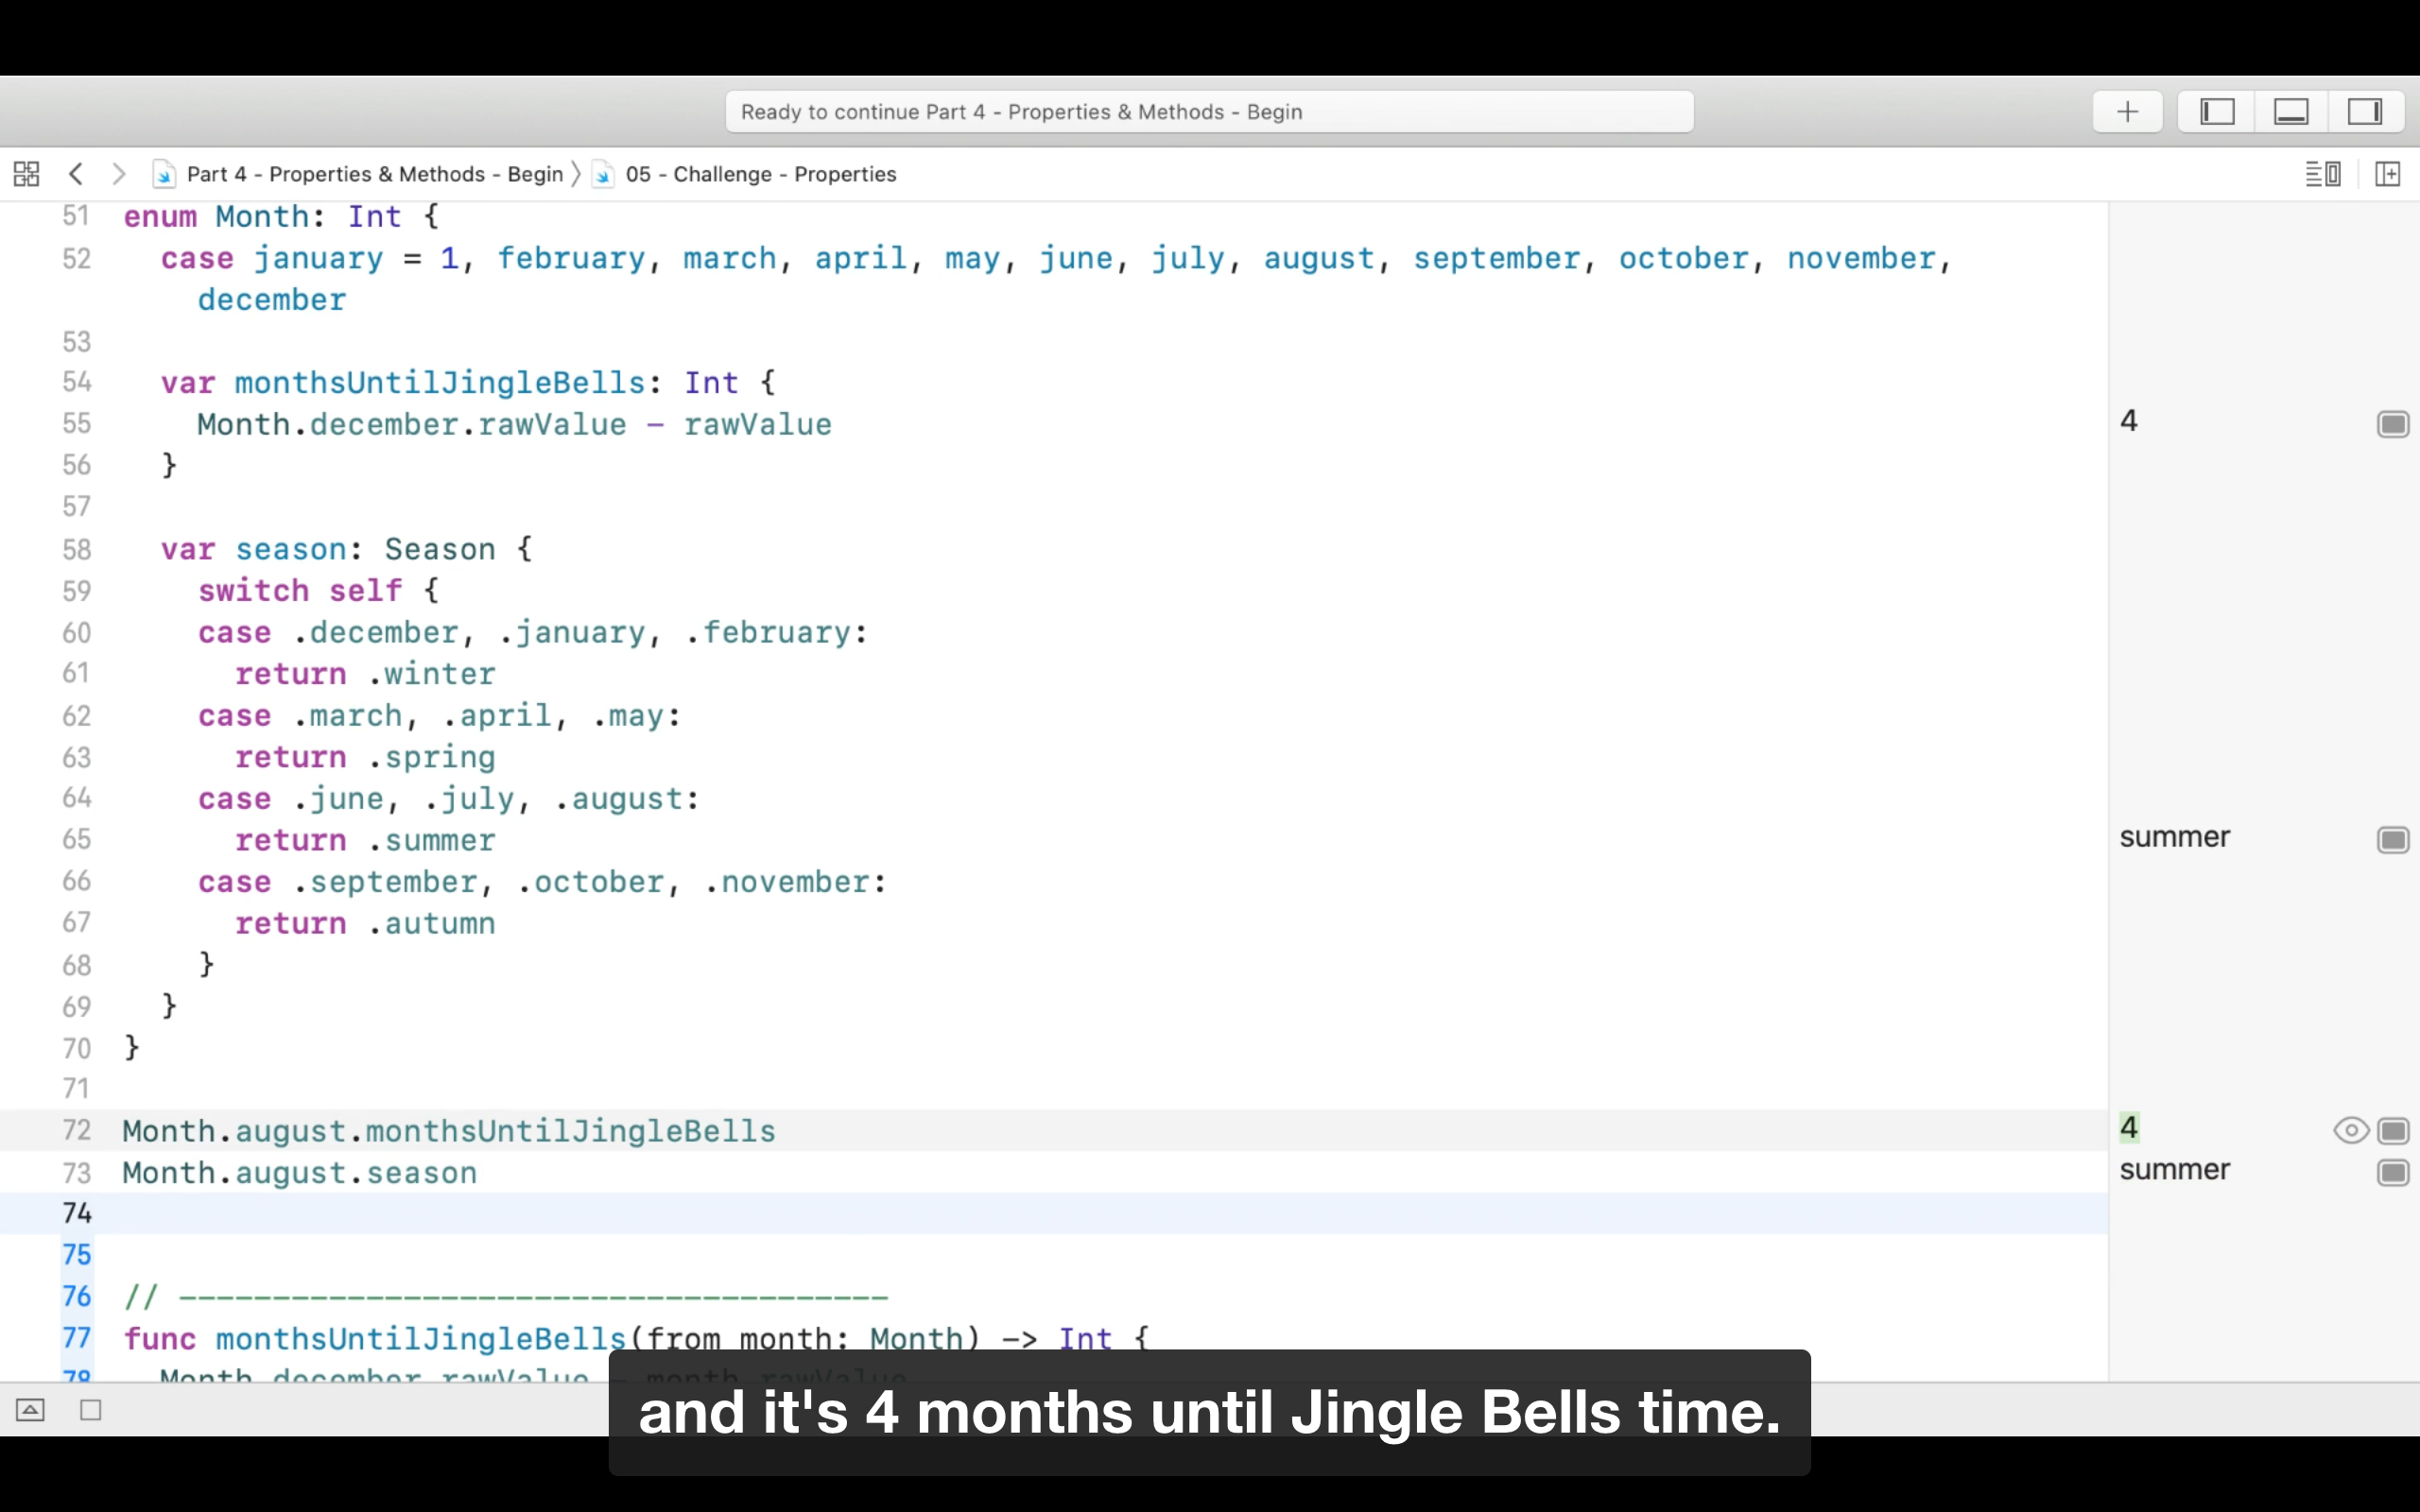 Ready to continue Part 4 - Properties & Methods - Begin
Part 4 - Properties & Methods - Begin 〉 05 - Challenge - Properties
51 enum Month: Int {
52 case january = 1, february, march, april, may, june, july, august, september, october, november,
december
53
54 var monthsUntilJingleBells: Int {
55 Month.december.rawValue - rawValue
4
56 }
57
58 var season: Season {
59 switch self {
60 case .december, .january, .february:
61 return .winter
62 case .march, .april, .may:
63 return .spring
64 case .june, .july, .august:
65 return .summer
summer
66 case .september, .october, .november:
67 return .autumn
68 }
69 }
70 }
71
72 Month.august.monthsUntilJingleBells
4
73 Month.august.season
summer
74
75
76 // --------------------------------------
77 func monthsUntilJingleBells(from month: Month) -> Int {
78 Month.december.rawValue - month.rawValue
and it's 4 months until Jingle Bells time.